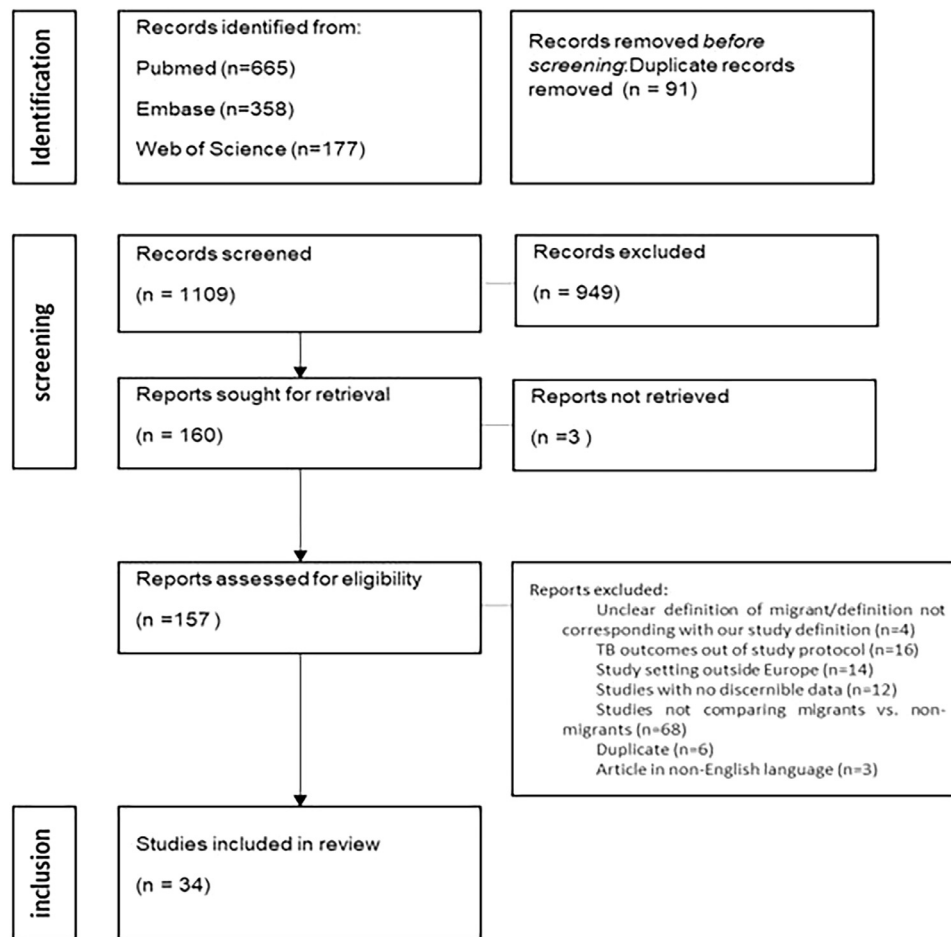 Identification
Records identified from:
Pubmed (n=665)
Embase (n=358)
Web of Science (n=177)
Records removed before
screening:Duplicate records
removed (n = 91)
screening
Records screened
(n = 1109)
Records excluded
(n = 949)
Reports sought for retrieval
(n = 160)
Reports not retrieved
(n =3 )
Reports assessed for eligibility
(n =157 )
Reports excluded:
Unclear definition of migrant/definition not
corresponding with our study definition (n=4)
TB outcomes out of study protocol (n=16)
Study setting outside Europe (n=14)
Studies with no discernible data (n=12)
Studies not comparing migrants vs. non-
migrants (n=68)
Duplicate (n=6)
Article in non-English language (n=3)
inclusion
Studies included in review
(n = 34)